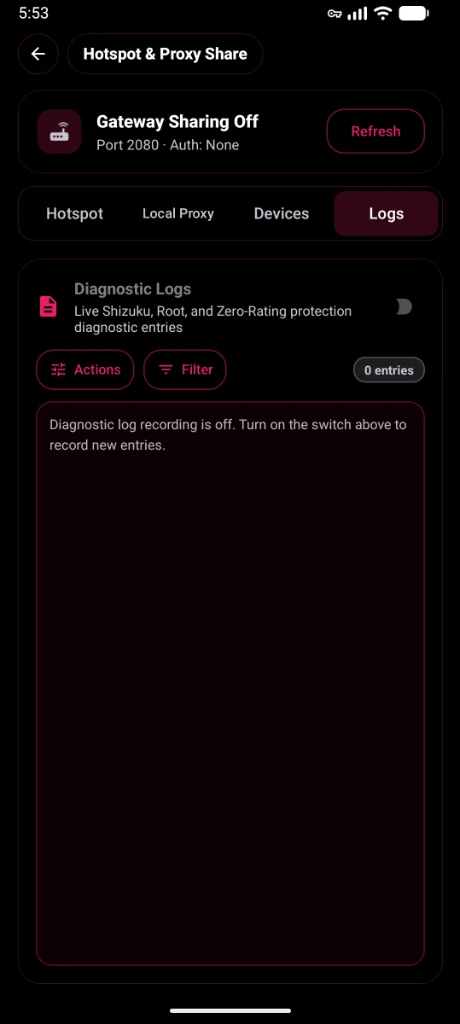 5:53
Hotspot & Proxy Share
Gateway Sharing Off
Port 2080 · Auth: None
Refresh
Hotspot
Local Proxy
Devices
Logs
Diagnostic Logs
Live Shizuku, Root, and Zero-Rating protection
diagnostic entries
Actions
Filter
0 entries
Diagnostic log recording is off. Turn on the switch above to
record new entries.